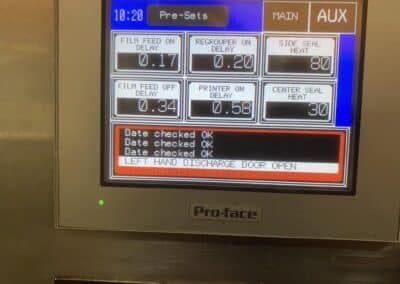 10:20 Pre-Sets MAIN AUX
FILM FEED ON DELAY
0.17
REGROUPER ON DELAY
0.20
SIDE SEAL HEAT
80
FILM FEED OFF DELAY
0.34
PRINTER ON DELAY
0.58
CENTER SEAL HEAT
30
Date checked OK
Date checked OK
Date checked OK
LEFT HAND DISCHARGE DOOR OPEN
Pro-face